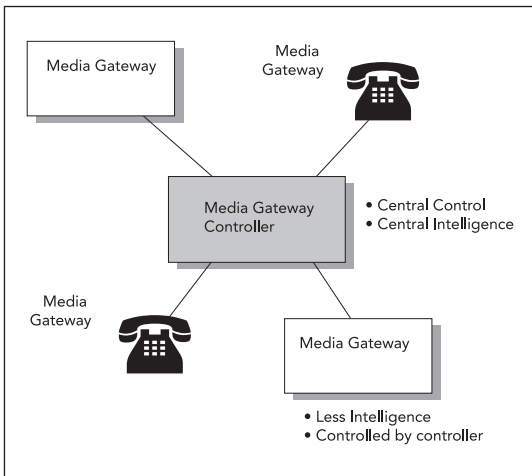 Media
Gateway
Media Gateway
Media Gateway
Controller
• Central Control
• Central Intelligence
Media
Gateway
Media Gateway
• Less Intelligence
• Controlled by controller